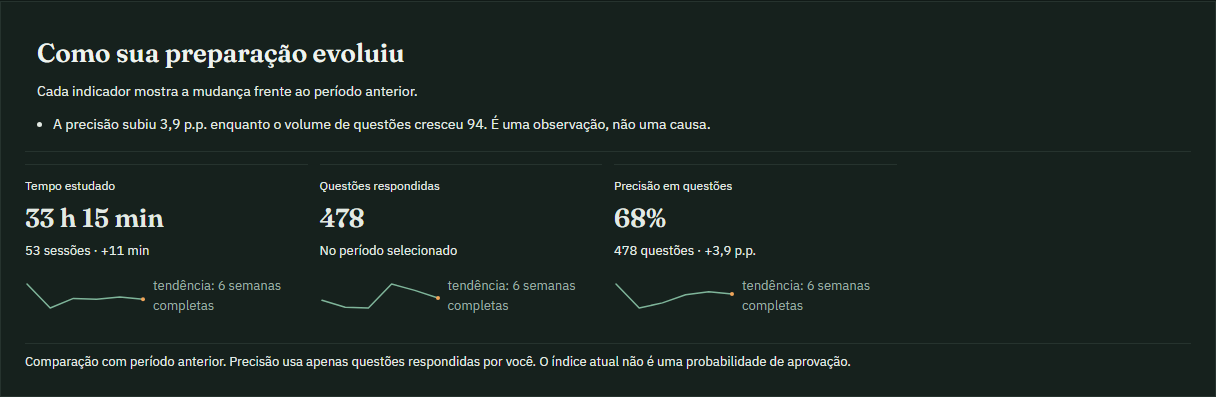 Como sua preparação evoluiu
Cada indicador mostra a mudança frente ao período anterior.
• A precisão subiu 3,9 p.p. enquanto o volume de questões cresceu 94. É uma observação, não uma causa.
Tempo estudado
33 h 15 min
53 sessões · +11 min
tendência: 6 semanas
completas
Questões respondidas
478
No período selecionado
tendência: 6 semanas
completas
Precisão em questões
68%
478 questões · +3,9 p.p.
tendência: 6 semanas
completas
Comparação com período anterior. Precisão usa apenas questões respondidas por você. O índice atual não é uma probabilidade de aprovação.